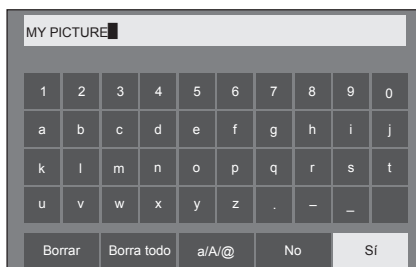 MY PICTURE
1 2 3 4 5 6 7 8 9 0
a b c d e f g h i j
k l m n o p q r s t
u v w x y z . – _
Borrar Borra todo a/A/@ No Sí